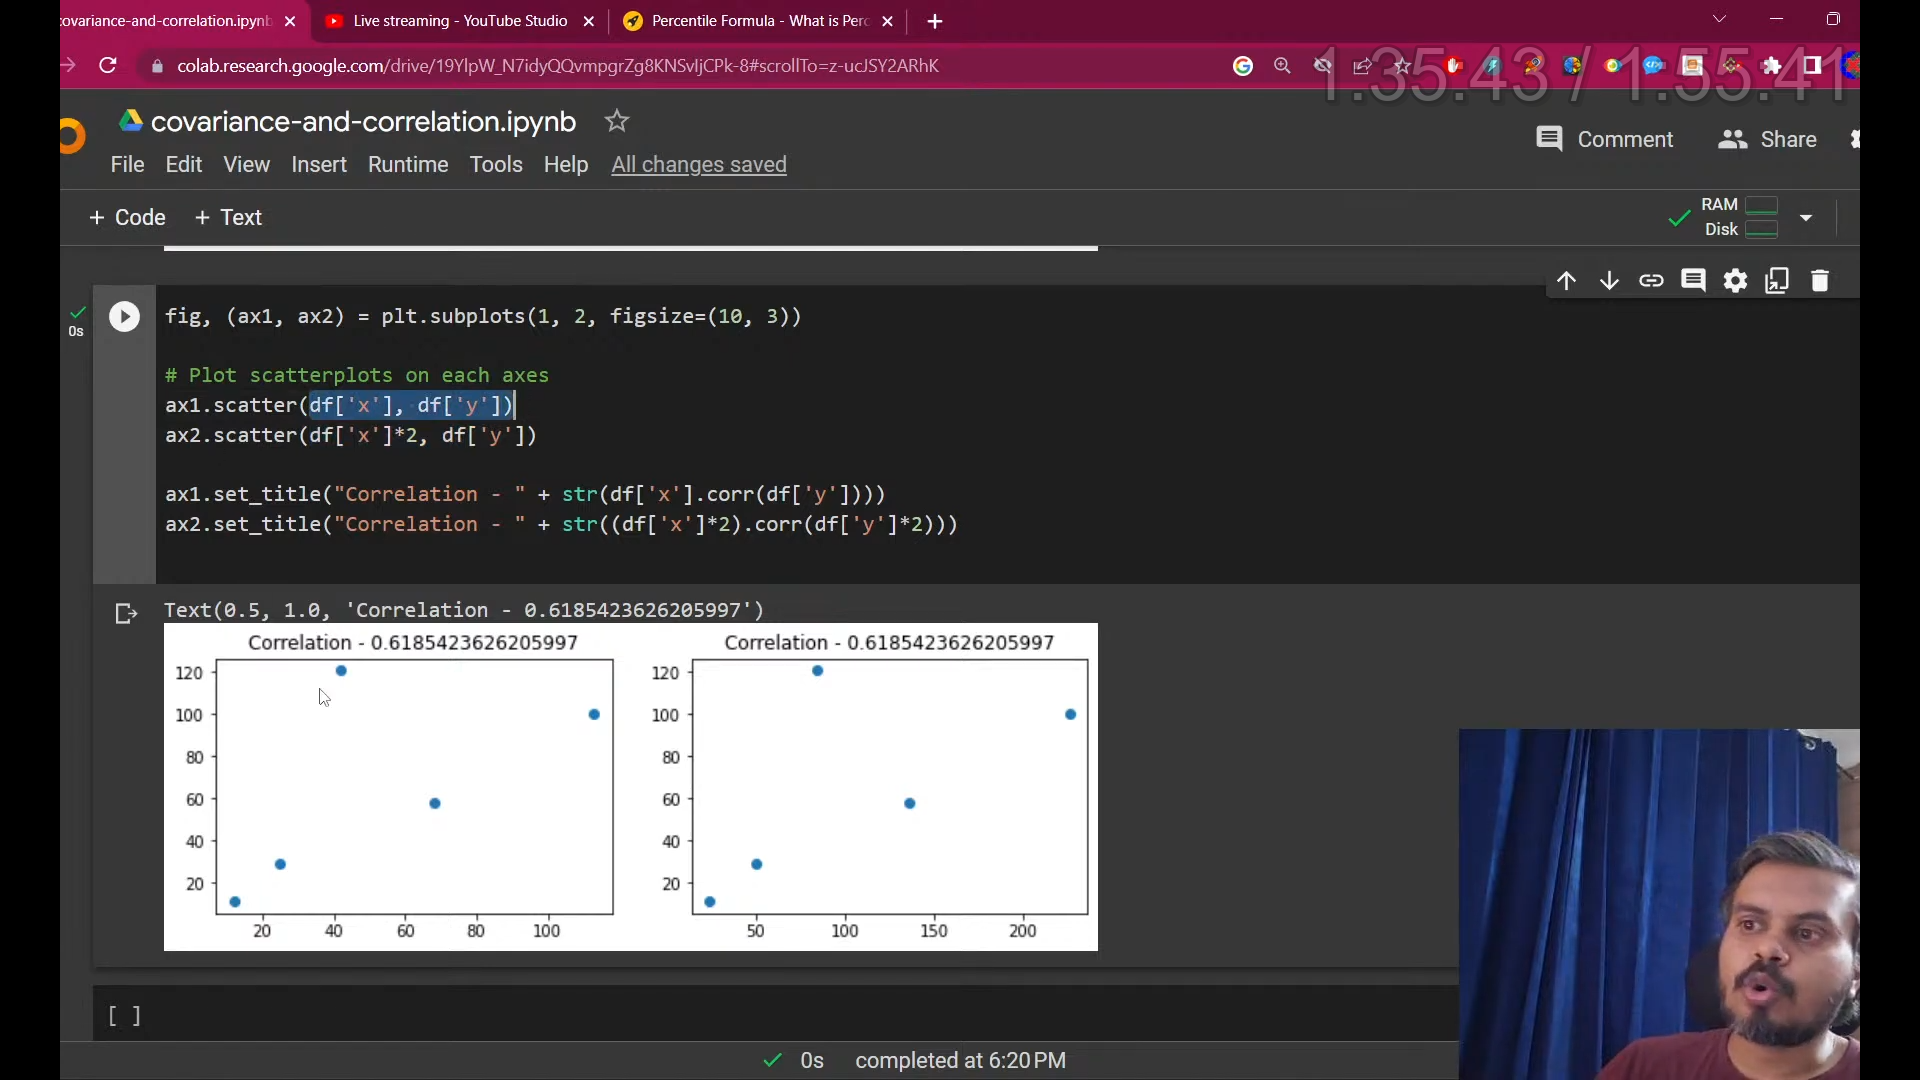 covariance-and-correlation.ipynb
Live streaming - YouTube Studio
Percentile Formula - What is Perc
colab.research.google.com/drive/19YlpW_N7idyQQvmpgrZg8KNSvIjCPk-8#scrollTo=z-ucJSY2ARhK
1:35.43 / 1:55.41
covariance-and-correlation.ipynb
Comment
Share
File Edit View Insert Runtime Tools Help All changes saved
+ Code + Text
RAM
Disk
0s
fig, (ax1, ax2) = plt.subplots(1, 2, figsize=(10, 3))
# Plot scatterplots on each axes
ax1.scatter(df['x'], df['y'])
ax2.scatter(df['x']*2, df['y'])
ax1.set_title("Correlation - " + str(df['x'].corr(df['y'])))
ax2.set_title("Correlation - " + str((df['x']*2).corr(df['y']*2)))
Text(0.5, 1.0, 'Correlation - 0.6185423626205997')
Correlation - 0.6185423626205997
120
100
80
60
40
20
20 40 60 80 100
Correlation - 0.6185423626205997
120
100
80
60
40
20
50 100 150 200
[ ]
0s completed at 6:20 PM